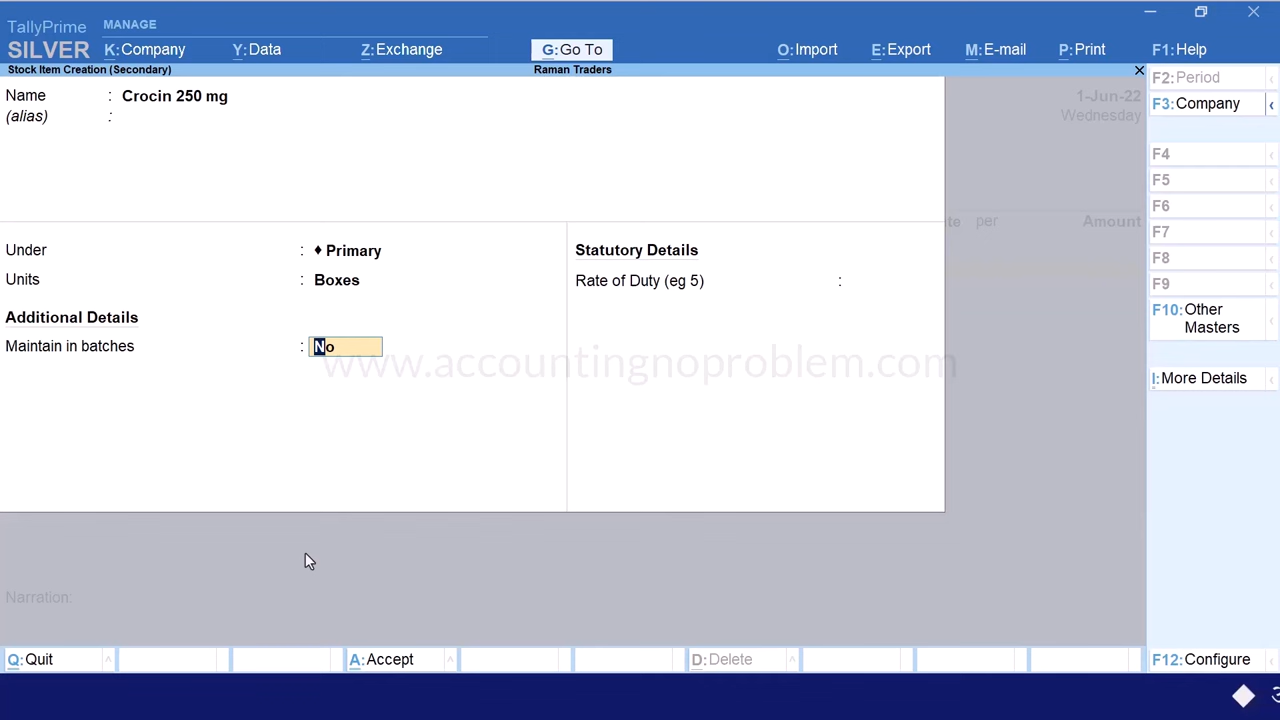 TallyPrime MANAGE
SILVER K:Company Y:Data Z:Exchange G:Go To O:Import E:Export M:E-mail P:Print F1:Help
Stock Item Creation (Secondary) Raman Traders
F2:Period
Name : Crocin 250 mg 1-Jun-22
F3:Company
(alias) : Wednesday
F4
F5
F6
per Amount
F7
Under : ♦ Primary Statutory Details
F8
Units : Boxes Rate of Duty (eg 5) :
F9
F10:Other
Masters
Additional Details
Maintain in batches : No
www.accountingnoproblem.com
I:More Details
Narration:
Q:Quit A:Accept D:Delete F12:Configure